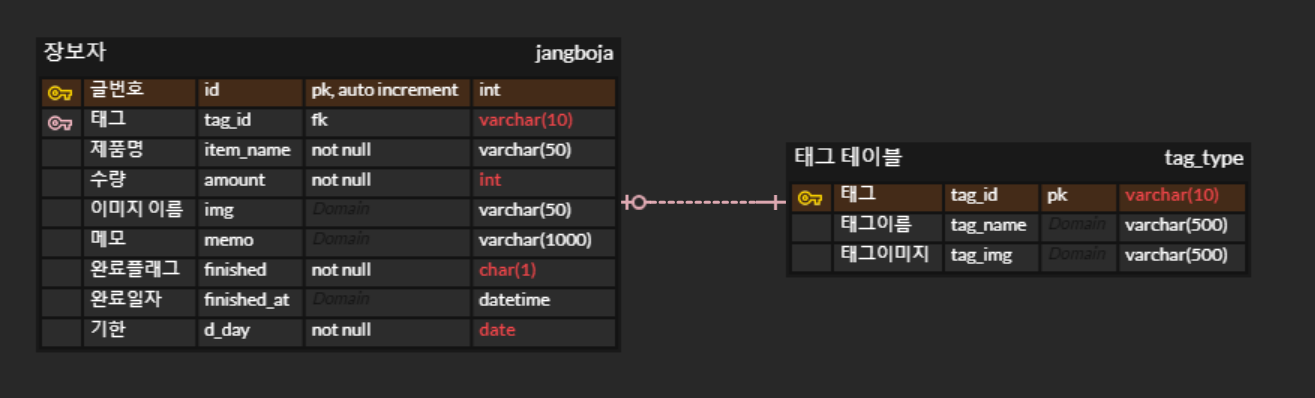 장보자 jangboja
글번호 id pk, auto increment int
태그 tag_id fk varchar(10)
제품명 item_name not null varchar(50)
수량 amount not null int
이미지 이름 img Domain varchar(50)
메모 memo Domain varchar(1000)
완료플래그 finished not null char(1)
완료일자 finished_at Domain datetime
기한 d_day not null date
태그 테이블 tag_type
태그 tag_id pk varchar(10)
태그이름 tag_name Domain varchar(500)
태그이미지 tag_img Domain varchar(500)